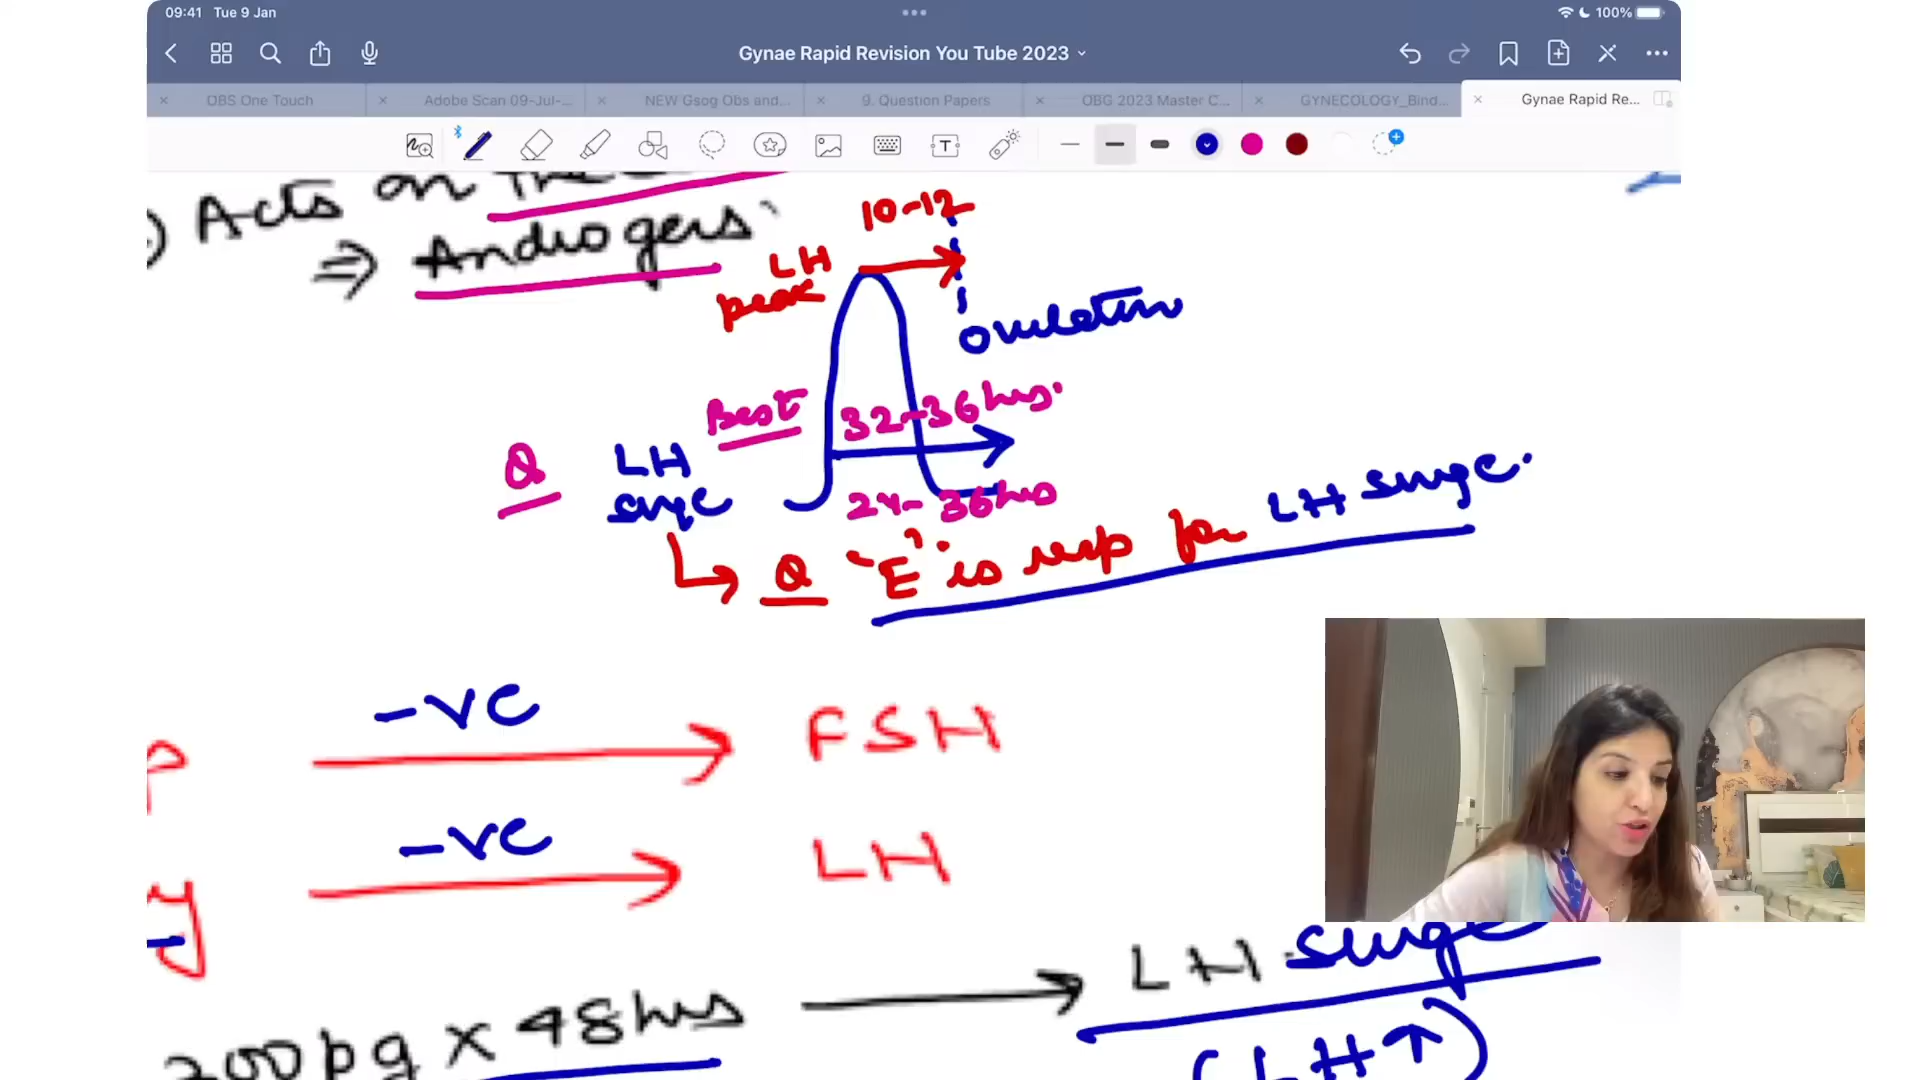 09:41 Tue 9 Jan
100%
Gynae Rapid Revision You Tube 2023
OBS One Touch
Adobe Scan 09-Jul-...
NEW Gsog Obs and...
9. Question Papers
OBG 2023 Master C...
GYNECOLOGY_Bind...
Gynae Rapid Re...
Acts on The
⇒ Androgens
10-12
LH
peak
Ovulation
Best 32-36 hrs.
Q LH
surge
24-36 hrs
↳ Q 'E' is resp for LH surge.
-ve
→ FSH
-ve
→ LH
200 pg x 48 hrs → LH surge
(LH↑)